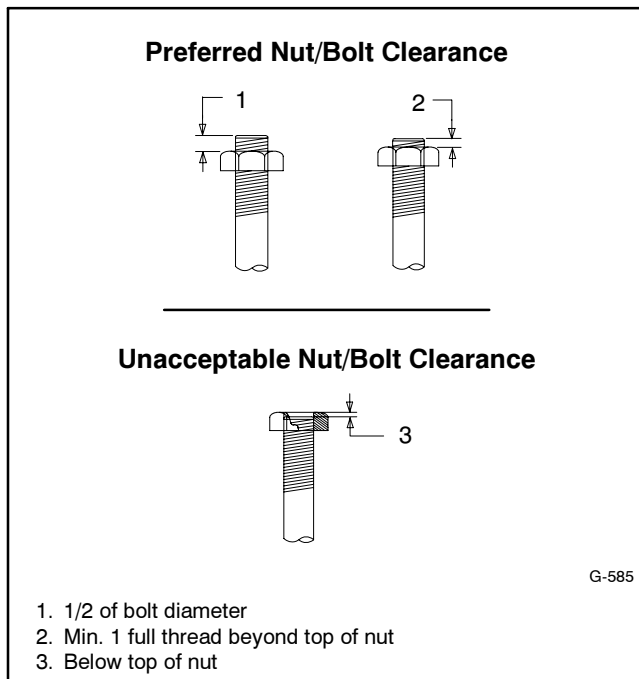 Preferred Nut/Bolt Clearance
1
2
Unacceptable Nut/Bolt Clearance
3
G-585
1. 1/2 of bolt diameter
2. Min. 1 full thread beyond top of nut
3. Below top of nut